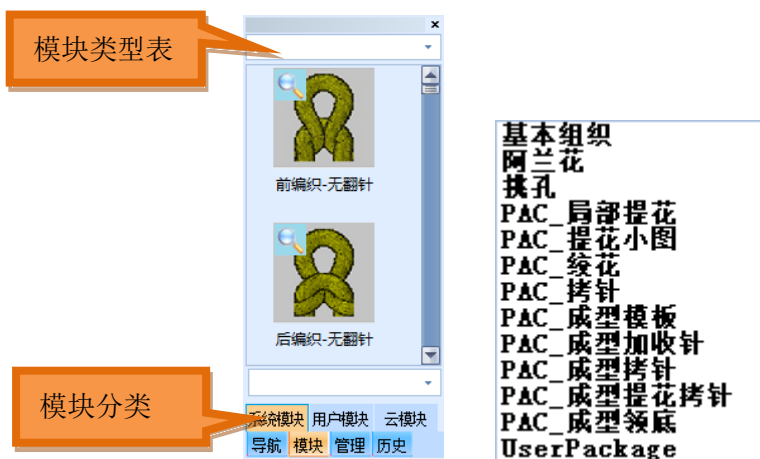 模块类型表
前编织-无翻针
后编织-无翻针
模块分类
系统模块 用户模块 云模块
导航 模块 管理 历史
基本组织
阿兰花
挑孔
PAC_局部提花
PAC_提花小图
PAC_绞花
PAC_拷针
PAC_成型模板
PAC_成型加收针
PAC_成型拷针
PAC_成型提花拷针
PAC_成型领底
UserPackage